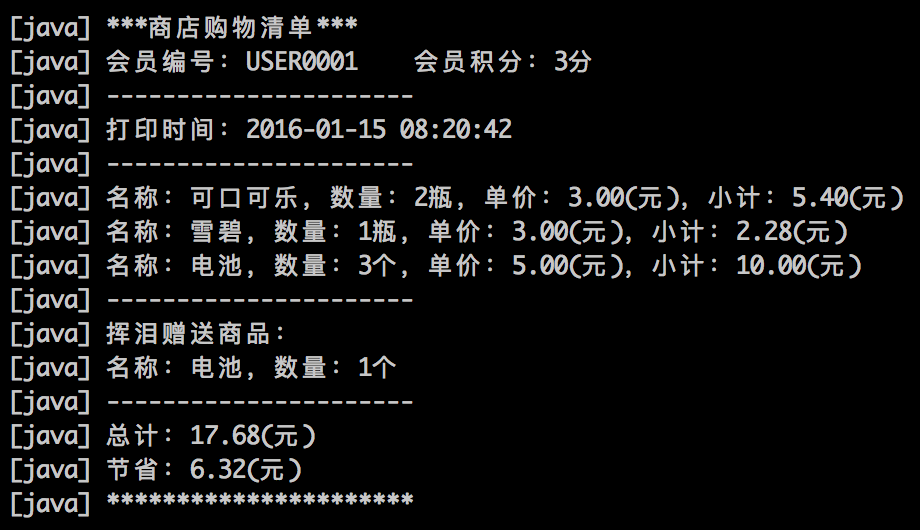 [java] ***商店购物清单***
[java] 会员编号：USER0001    会员积分：3分
[java] ----------------------
[java] 打印时间：2016-01-15 08:20:42
[java] ----------------------
[java] 名称：可口可乐，数量：2瓶，单价：3.00(元)，小计：5.40(元)
[java] 名称：雪碧，数量：1瓶，单价：3.00(元)，小计：2.28(元)
[java] 名称：电池，数量：3个，单价：5.00(元)，小计：10.00(元)
[java] ----------------------
[java] 挥泪赠送商品：
[java] 名称：电池，数量：1个
[java] ----------------------
[java] 总计：17.68(元)
[java] 节省：6.32(元)
[java] **********************